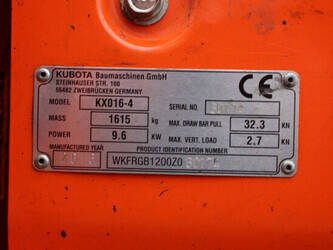 KUBOTA Baumaschinen GmbH
STEINHAUSER STR. 100
66482 ZWEIBRÜCKEN GERMANY
CE
MODEL KX016-4 SERIAL NO.
MASS 1615 kg MAX. DRAW BAR PULL 32.3 KN
POWER 9.6 kW MAX. VERT. LOAD 2.7 KN
MANUFACTURED YEAR PRODUCT IDENTIFICATION NUMBER
WKFRGB1200Z0